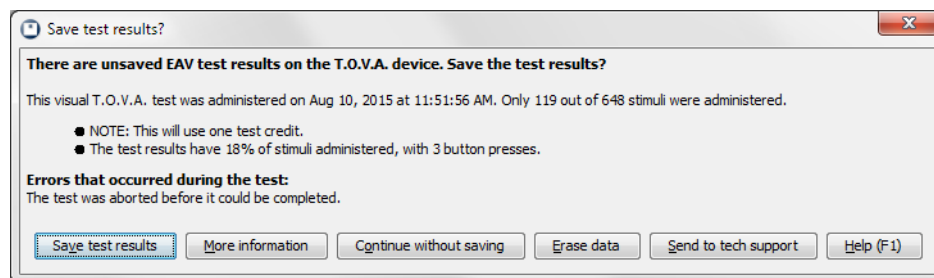 Save test results?
There are unsaved EAV test results on the T.O.V.A. device. Save the test results?
This visual T.O.V.A. test was administered on Aug 10, 2015 at 11:51:56 AM. Only 119 out of 648 stimuli were administered.
● NOTE: This will use one test credit.
● The test results have 18% of stimuli administered, with 3 button presses.
Errors that occurred during the test:
The test was aborted before it could be completed.
Save test results More information Continue without saving Erase data Send to tech support Help (F1)